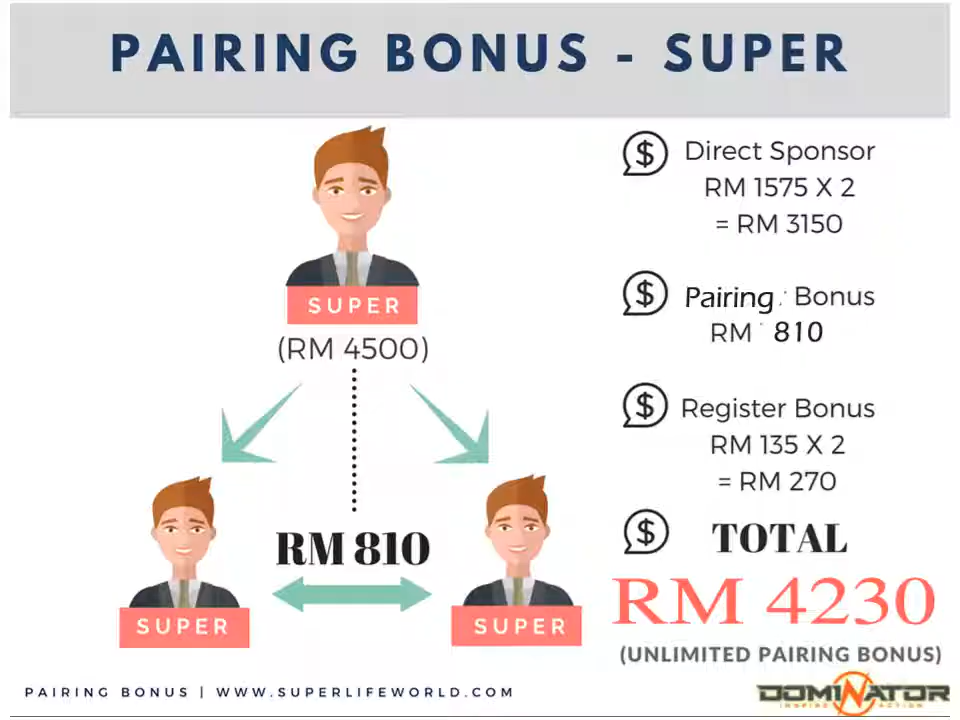 PAIRING BONUS - SUPER
SUPER
(RM 4500)
RM 810
SUPER
SUPER
Direct Sponsor
RM 1575 X 2
= RM 3150
Pairing Bonus
RM 810
Register Bonus
RM 135 X 2
= RM 270
TOTAL
RM 4230
(UNLIMITED PAIRING BONUS)
PAIRING BONUS | WWW.SUPERLIFEWORLD.COM
DOMINATOR
INSPIRE ACTION